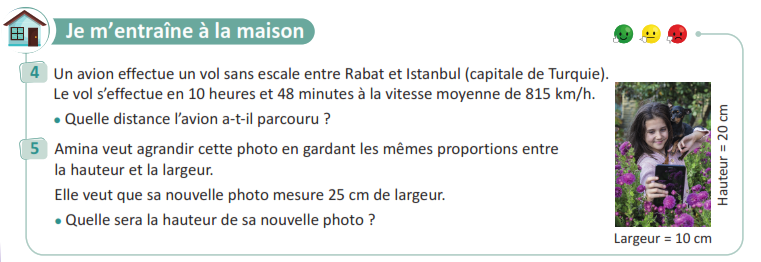 Je m'entraîne à la maison
4 Un avion effectue un vol sans escale entre Rabat et Istanbul (capitale de Turquie).
Le vol s'effectue en 10 heures et 48 minutes à la vitesse moyenne de 815 km/h.
• Quelle distance l'avion a-t-il parcouru ?
5 Amina veut agrandir cette photo en gardant les mêmes proportions entre
la hauteur et la largeur.
Elle veut que sa nouvelle photo mesure 25 cm de largeur.
• Quelle sera la hauteur de sa nouvelle photo ?
Hauteur = 20 cm
Largeur = 10 cm